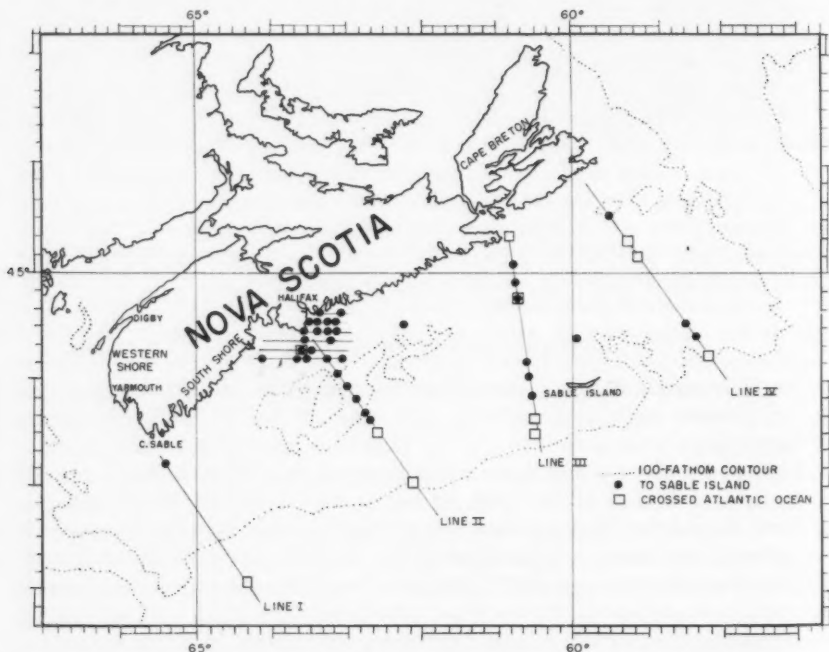 65°
60°
CAPE BRETON
NOVA SCOTIA
45°
HALIFAX
DIGBY
WESTERN
SHORE
SOUTH SHORE
YARMOUTH
C. SABLE
SABLE ISLAND
LINE IV
LINE III
100-FATHOM CONTOUR
TO SABLE ISLAND
CROSSED ATLANTIC OCEAN
LINE II
LINE I
65°
60°